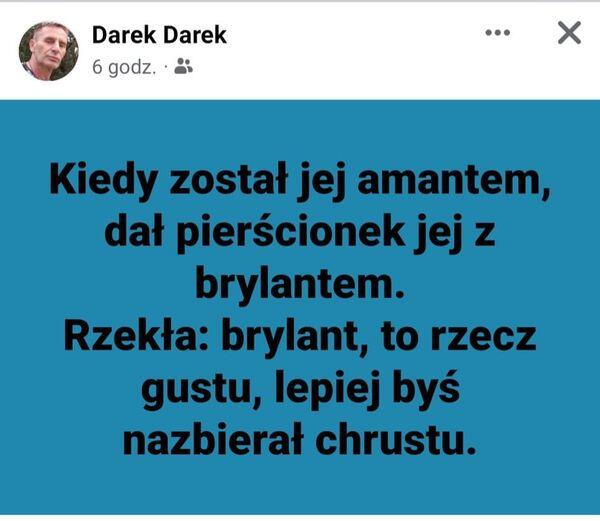 Darek Darek
6 godz. ·
Kiedy został jej amantem,
dał pierścionek jej z
brylantem.
Rzekła: brylant, to rzecz
gustu, lepiej byś
nazbierał chrustu.